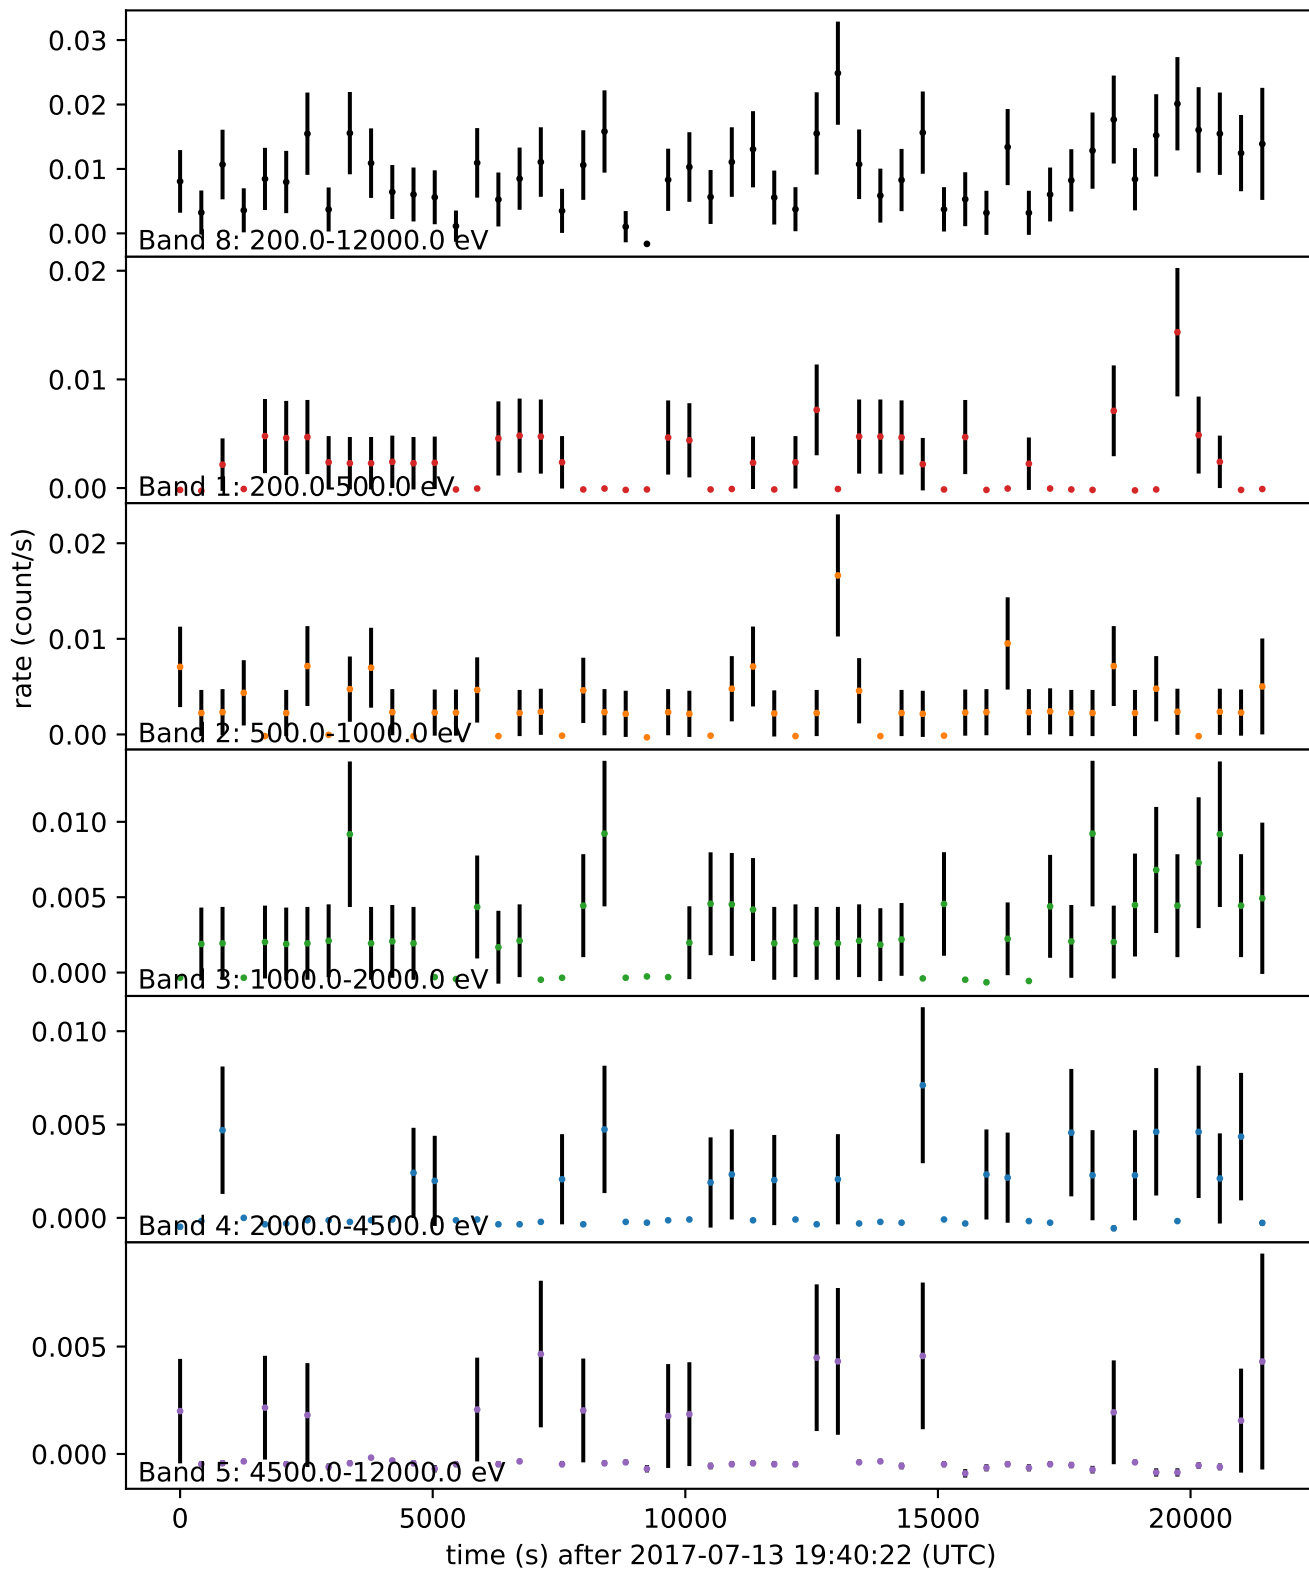 0.03
0.02
0.01
0.00
Band 8: 200.0-12000.0 eV
0.02
0.01
0.00
Band 1: 200.0-500.0 eV
rate (count/s)
0.02
0.01
0.00
Band 2: 500.0-1000.0 eV
0.010
0.005
0.000
Band 3: 1000.0-2000.0 eV
0.010
0.005
0.000
Band 4: 2000.0-4500.0 eV
0.005
0.000
Band 5: 4500.0-12000.0 eV
0 5000 10000 15000 20000
time (s) after 2017-07-13 19:40:22 (UTC)